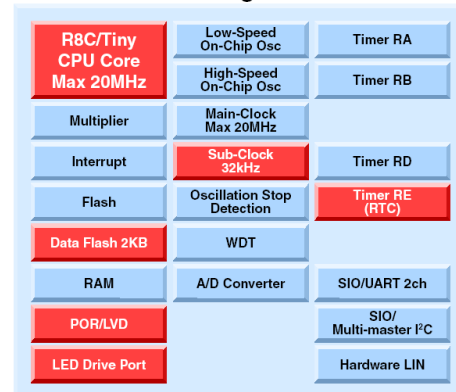 R8C/Tiny
CPU Core
Max 20MHz
Multiplier
Interrupt
Flash
Data Flash 2KB
RAM
POR/LVD
LED Drive Port
Low-Speed
On-Chip Osc
High-Speed
On-Chip Osc
Main-Clock
Max 20MHz
Sub-Clock
32kHz
Oscillation Stop
Detection
WDT
A/D Converter
Timer RA
Timer RB
Timer RD
Timer RE
(RTC)
SIO/UART 2ch
SIO/
Multi-master I²C
Hardware LIN